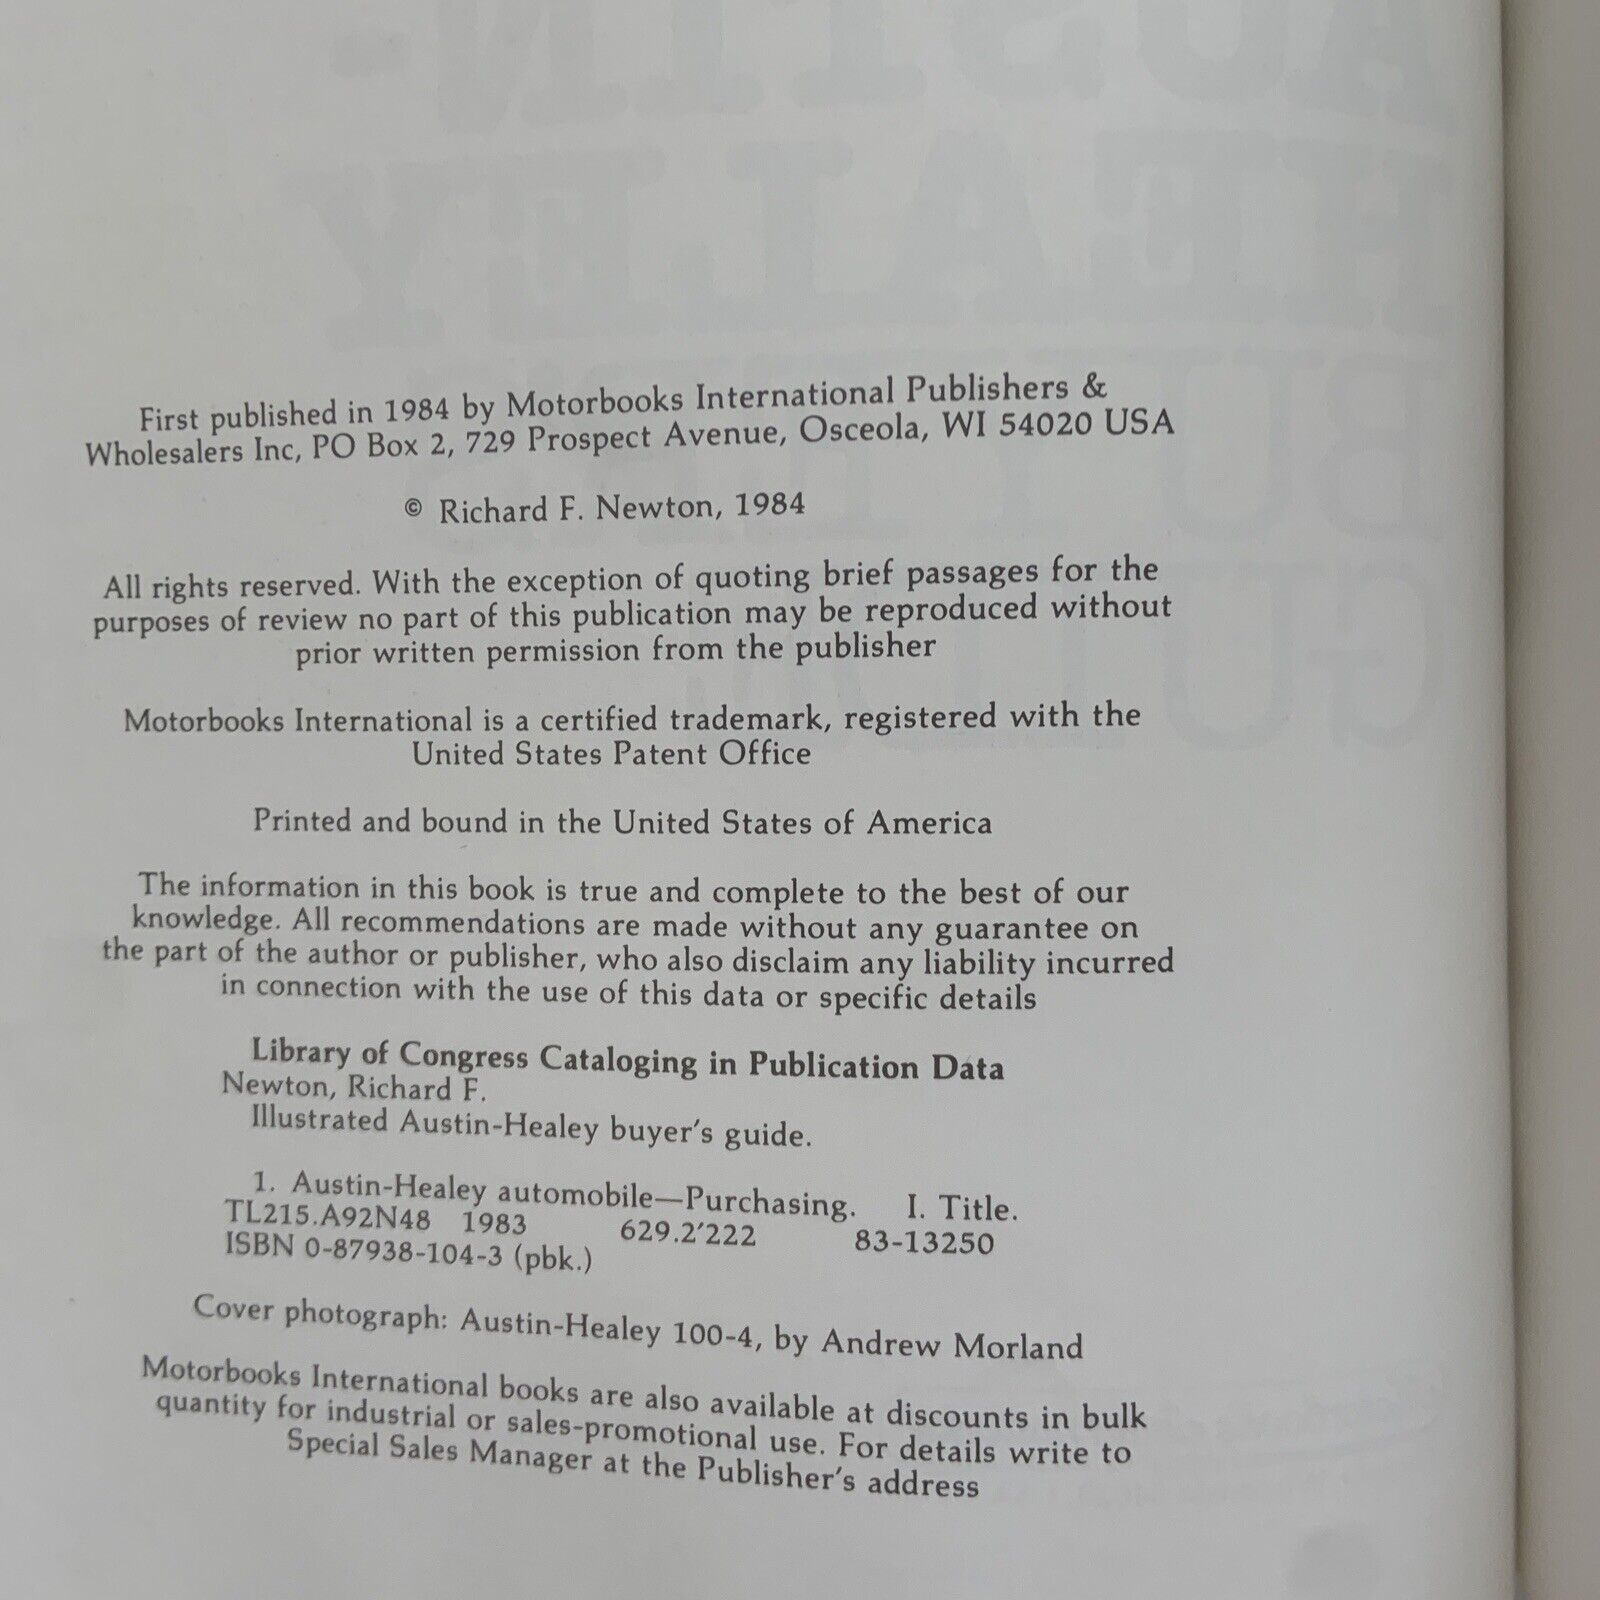 First published in 1984 by Motorbooks International Publishers &
Wholesalers Inc, PO Box 2, 729 Prospect Avenue, Osceola, WI 54020 USA
© Richard F. Newton, 1984
All rights reserved. With the exception of quoting brief passages for the
purposes of review no part of this publication may be reproduced without
prior written permission from the publisher
Motorbooks International is a certified trademark, registered with the
United States Patent Office
Printed and bound in the United States of America
The information in this book is true and complete to the best of our
knowledge. All recommendations are made without any guarantee on
the part of the author or publisher, who also disclaim any liability incurred
in connection with the use of this data or specific details
Library of Congress Cataloging in Publication Data
Newton, Richard F.
Illustrated Austin-Healey buyer's guide.
1. Austin-Healey automobile—Purchasing. I. Title.
TL215.A92N48 1983 629.2'222 83-13250
ISBN 0-87938-104-3 (pbk.)
Cover photograph: Austin-Healey 100-4, by Andrew Morland
Motorbooks International books are also available at discounts in bulk
quantity for industrial or sales-promotional use. For details write to
Special Sales Manager at the Publisher's address